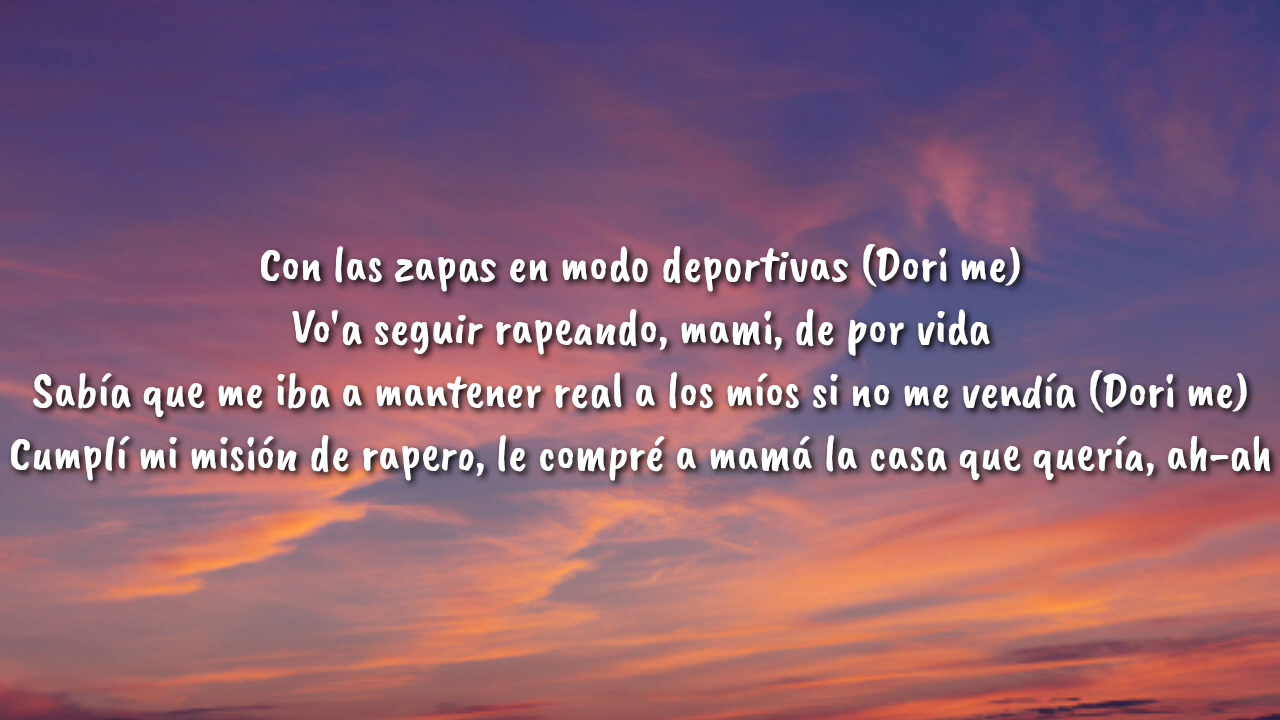 Con las zapas en modo deportivas (Dori me)
Vo'a seguir rapeando, mami, de por vida
Sabía que me iba a mantener real a los míos si no me vendía (Dori me)
Cumplí mi misión de rapero, le compré a mamá la casa que quería, ah-ah